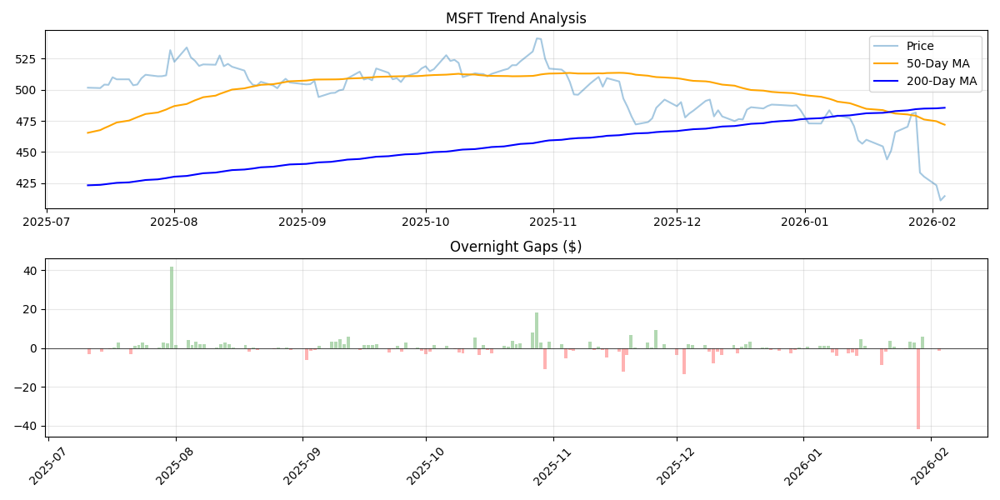 MSFT Trend Analysis
525
500
475
450
425
Price
50-Day MA
200-Day MA
2025-07 2025-08 2025-09 2025-10 2025-11 2025-12 2026-01 2026-02
Overnight Gaps ($)
40
20
0
−20
−40
2025-07 2025-08 2025-09 2025-10 2025-11 2025-12 2026-01 2026-02